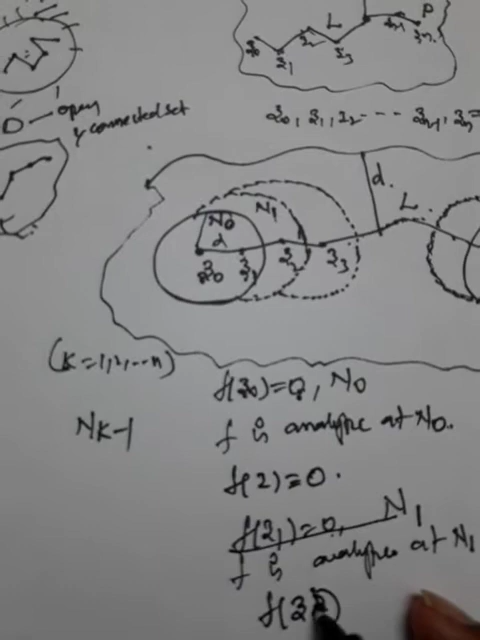 L
P
z₀ z₁ z₂ z₃ zₙ₋₁ zₙ
D — open
& connected set
z₀, z₁, z₂ --- zₙ₋₁, zₙ =
d.
L.
N₀ N₁
d
z₀ z₁ z₂ z₃
(K = 1, 2, --- n)
f(z₀) = 0, N₀
NK-1
f is analytic at N₀.
f(z) = 0.
f(z₁) = 0, N₁
f is analytic at N₁
f(z